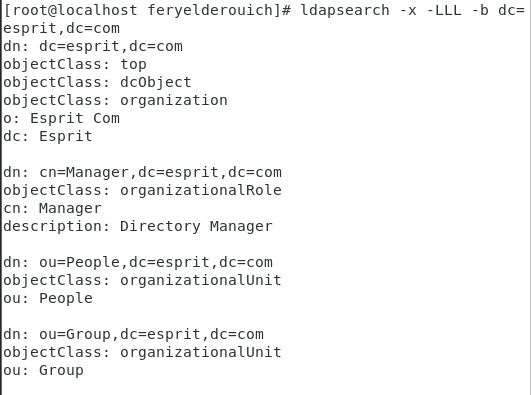 [root@localhost feryelderouich]# ldapsearch -x -LLL -b dc=
esprit,dc=com
dn: dc=esprit,dc=com
objectClass: top
objectClass: dcObject
objectClass: organization
o: Esprit Com
dc: Esprit

dn: cn=Manager,dc=esprit,dc=com
objectClass: organizationalRole
cn: Manager
description: Directory Manager

dn: ou=People,dc=esprit,dc=com
objectClass: organizationalUnit
ou: People

dn: ou=Group,dc=esprit,dc=com
objectClass: organizationalUnit
ou: Group